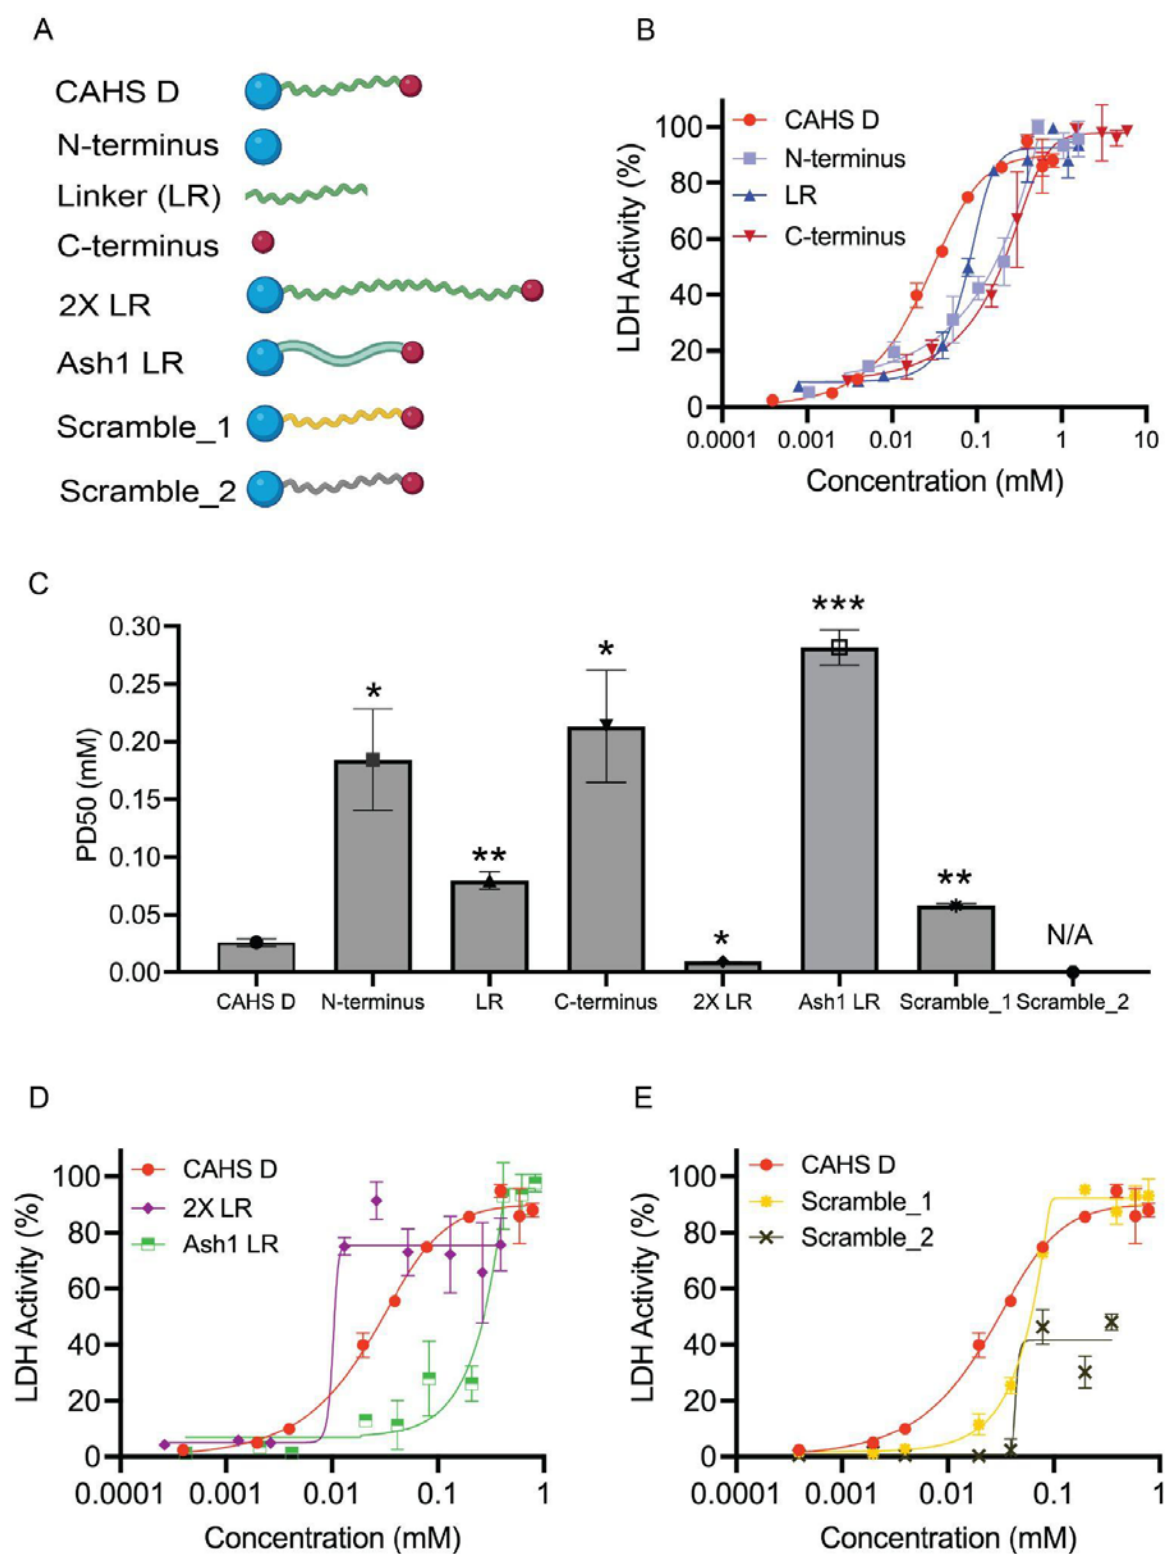 A
CAHS D
N-terminus
Linker (LR)
C-terminus
2X LR
Ash1 LR
Scramble_1
Scramble_2
B
LDH Activity (%)
100
80
60
40
20
0
CAHS D
N-terminus
LR
C-terminus
0.0001 0.001 0.01 0.1 1 10
Concentration (mM)
C
PD50 (mM)
0.30
0.25
0.20
0.15
0.10
0.05
0.00
*
**
*
*
***
**
N/A
CAHS D N-terminus LR C-terminus 2X LR Ash1 LR Scramble_1 Scramble_2
D
LDH Activity (%)
100
80
60
40
20
0
CAHS D
2X LR
Ash1 LR
0.0001 0.001 0.01 0.1 1
Concentration (mM)
E
LDH Activity (%)
100
80
60
40
20
0
CAHS D
Scramble_1
Scramble_2
0.0001 0.001 0.01 0.1 1
Concentration (mM)